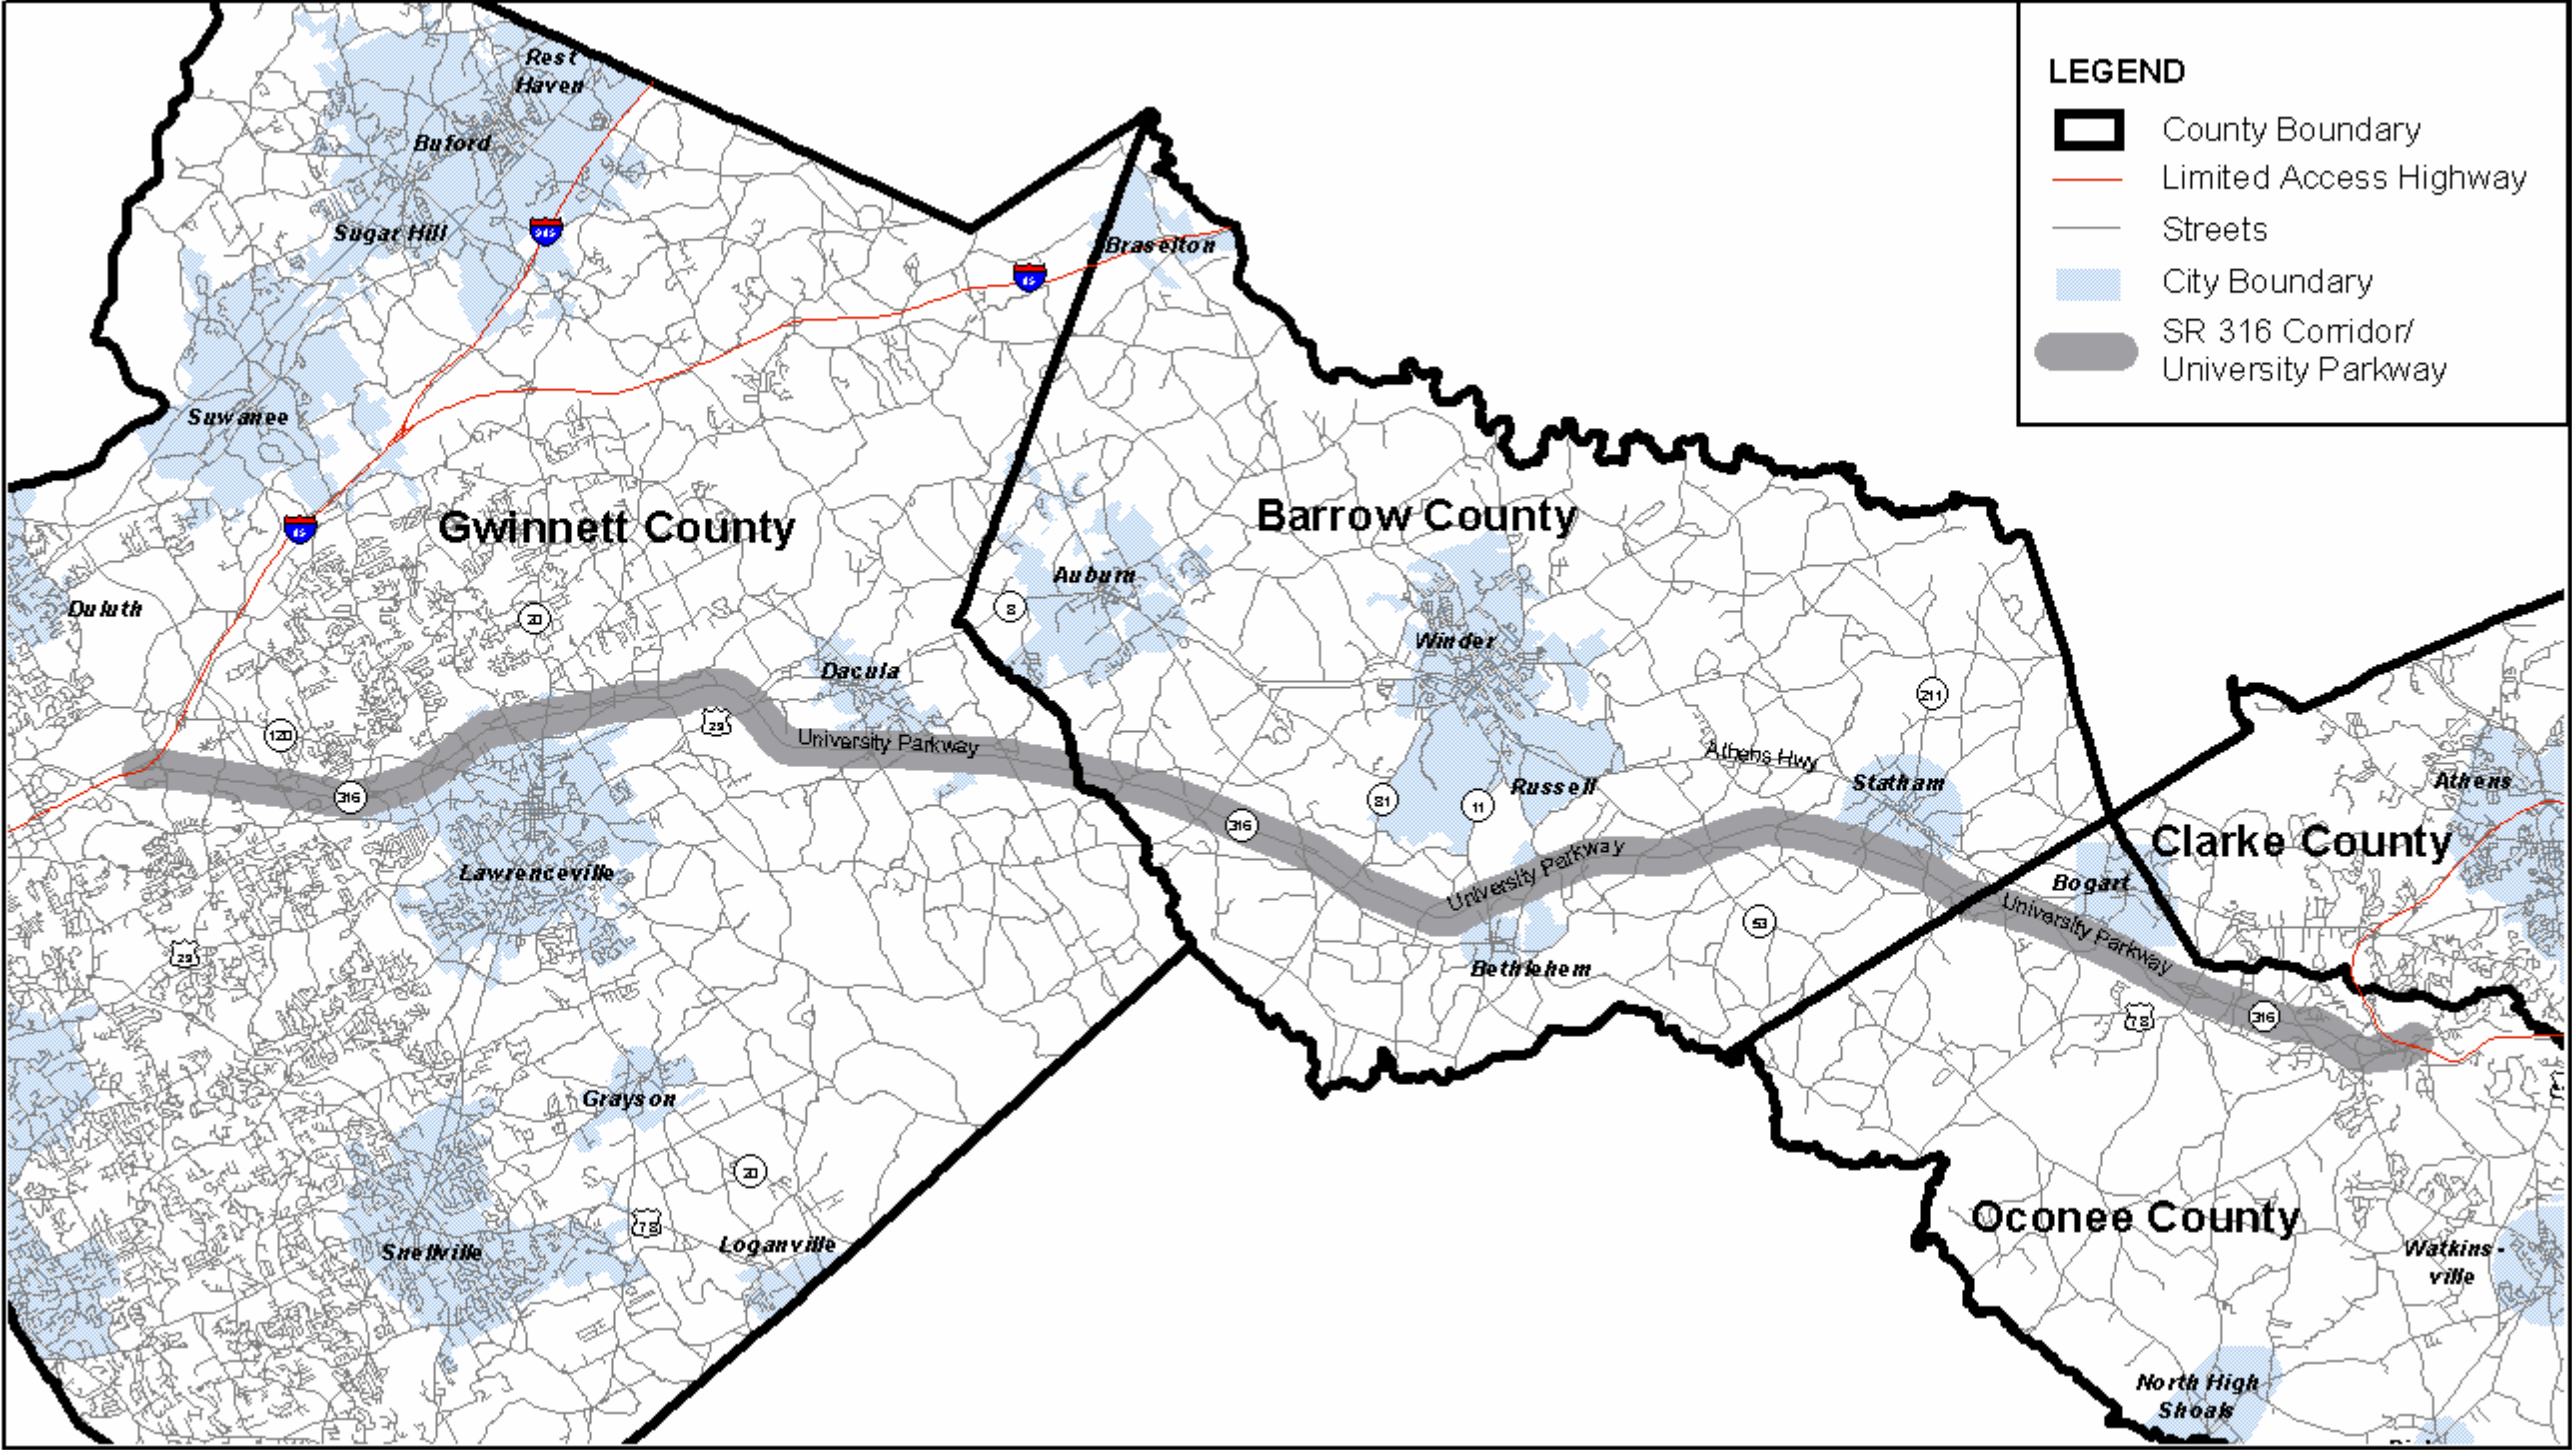 LEGEND
County Boundary
Limited Access Highway
Streets
City Boundary
SR 316 Corridor/
University Parkway
Rest
Haven
Buford
Sugar Hill
985
Braselton
85
Suwanee
85
Gwinnett County
Barrow County
Duluth
20
8
Auburn
Winder
Dacula
211
120
29
University Parkway
Athens Hwy
316
81
11
Russell
Statham
Athens
316
Clarke County
Lawrenceville
University Parkway
Bogart
29
53
University Parkway
Bethlehem
78
316
Grayson
20
78
Loganville
Snellville
Oconee County
Watkins-
ville
North High
Shoals